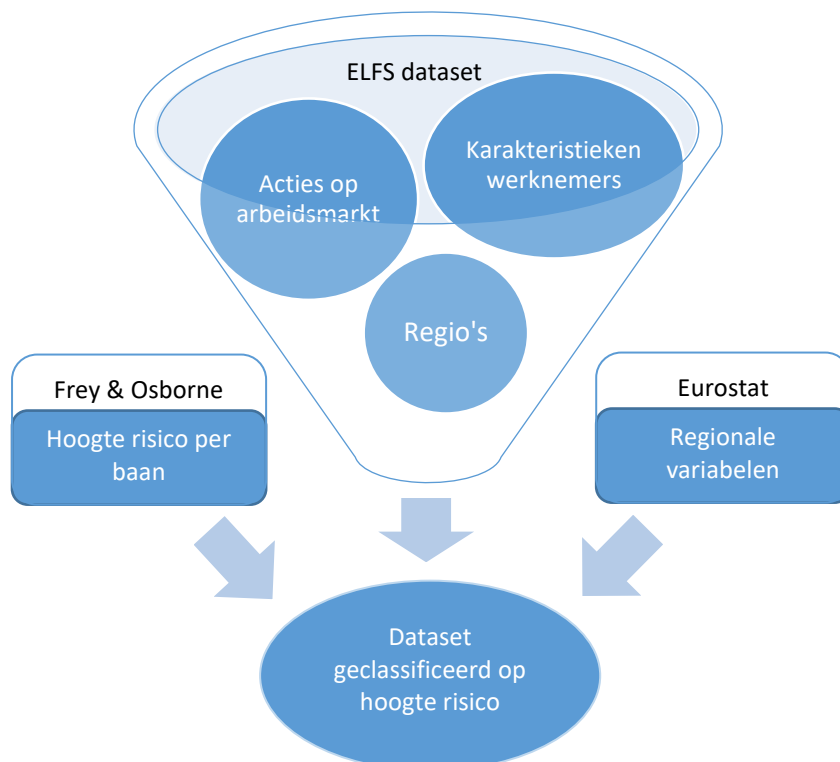 ELFS dataset
Karakteristieken
werknemers
Acties op
arbeidsmarkt
Regio's
Frey & Osborne
Hoogte risico per
baan
Eurostat
Regionale
variabelen
Dataset
geclassificeerd op
hoogte risico